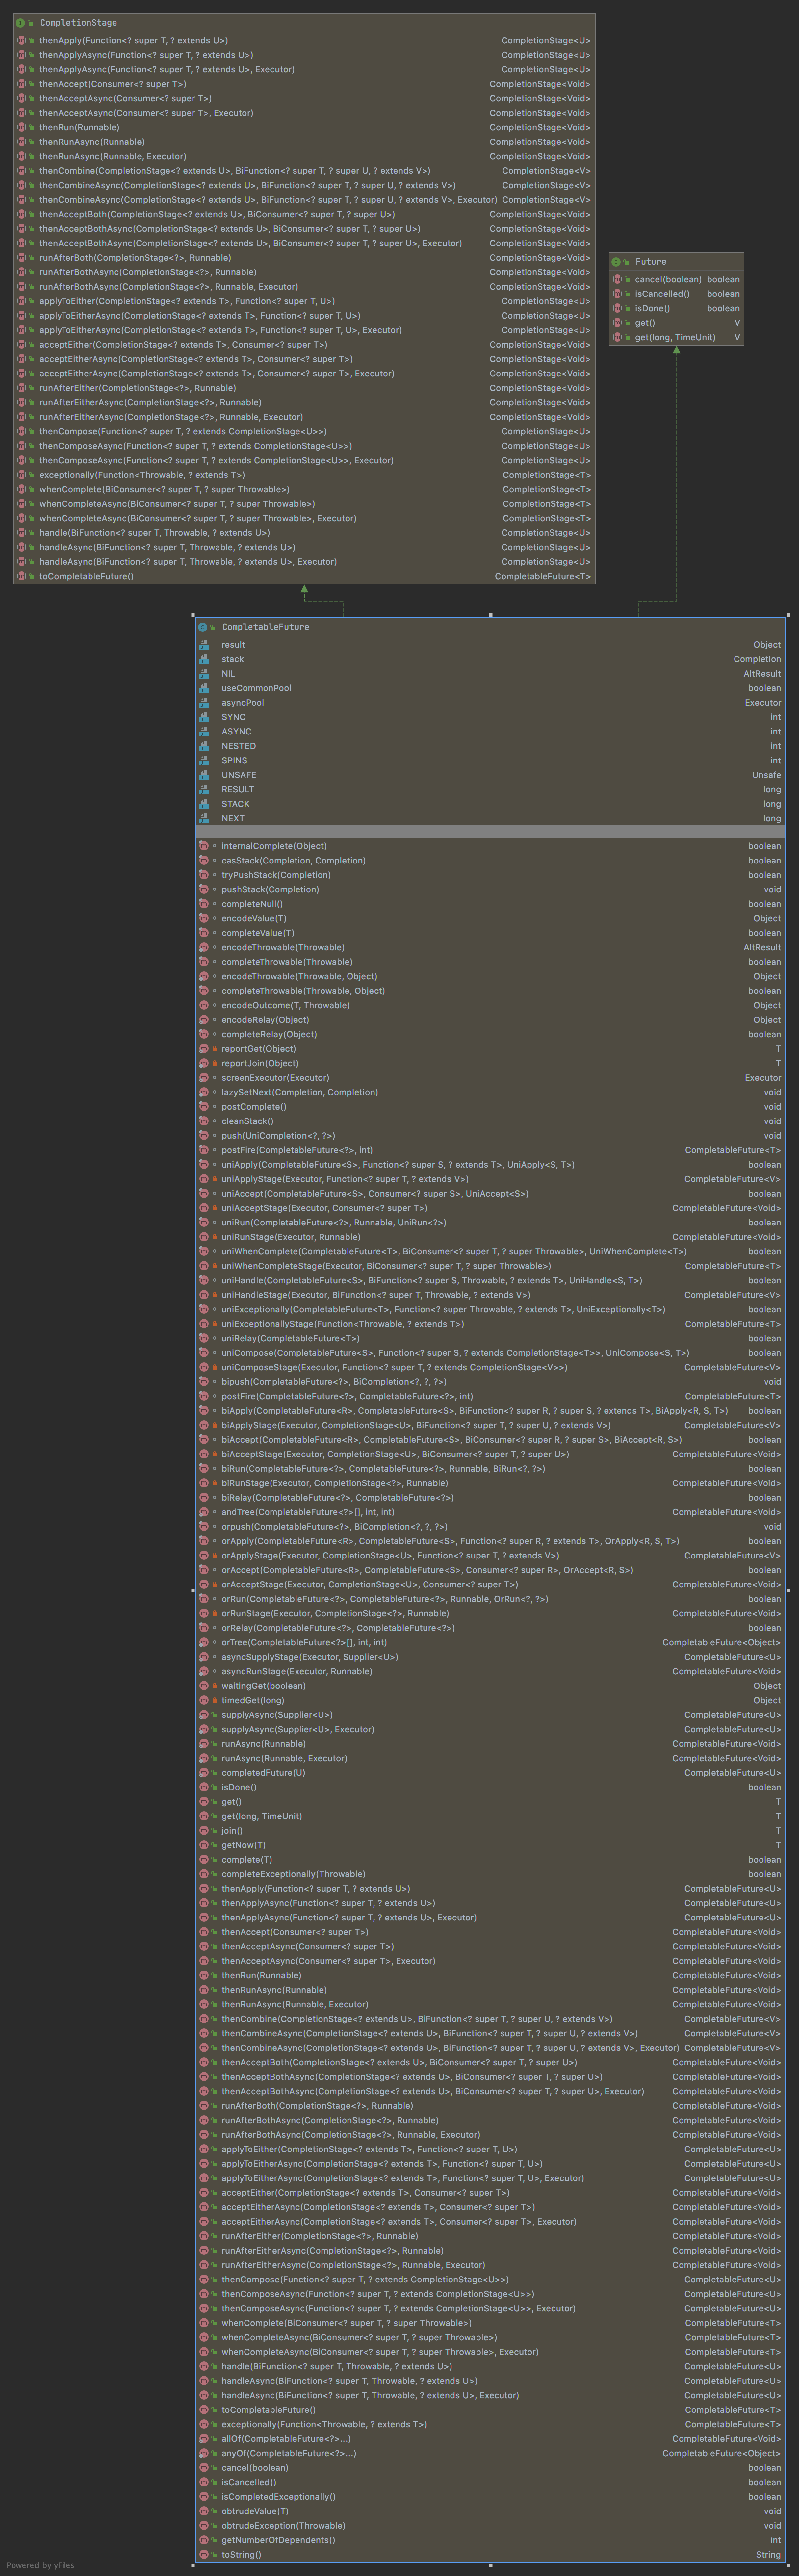 CompletionStage
thenApply(Function<? super T, ? extends U>) CompletionStage<U>
thenApplyAsync(Function<? super T, ? extends U>) CompletionStage<U>
thenApplyAsync(Function<? super T, ? extends U>, Executor) CompletionStage<U>
thenAccept(Consumer<? super T>) CompletionStage<Void>
thenAcceptAsync(Consumer<? super T>) CompletionStage<Void>
thenAcceptAsync(Consumer<? super T>, Executor) CompletionStage<Void>
thenRun(Runnable) CompletionStage<Void>
thenRunAsync(Runnable) CompletionStage<Void>
thenRunAsync(Runnable, Executor) CompletionStage<Void>
thenCombine(CompletionStage<? extends U>, BiFunction<? super T, ? super U, ? extends V>) CompletionStage<V>
thenCombineAsync(CompletionStage<? extends U>, BiFunction<? super T, ? super U, ? extends V>) CompletionStage<V>
thenCombineAsync(CompletionStage<? extends U>, BiFunction<? super T, ? super U, ? extends V>, Executor) CompletionStage<V>
thenAcceptBoth(CompletionStage<? extends U>, BiConsumer<? super T, ? super U>) CompletionStage<Void>
thenAcceptBothAsync(CompletionStage<? extends U>, BiConsumer<? super T, ? super U>) CompletionStage<Void>
thenAcceptBothAsync(CompletionStage<? extends U>, BiConsumer<? super T, ? super U>, Executor) CompletionStage<Void>
runAfterBoth(CompletionStage<?>, Runnable) CompletionStage<Void>
runAfterBothAsync(CompletionStage<?>, Runnable) CompletionStage<Void>
runAfterBothAsync(CompletionStage<?>, Runnable, Executor) CompletionStage<Void>
applyToEither(CompletionStage<? extends T>, Function<? super T, U>) CompletionStage<U>
applyToEitherAsync(CompletionStage<? extends T>, Function<? super T, U>) CompletionStage<U>
applyToEitherAsync(CompletionStage<? extends T>, Function<? super T, U>, Executor) CompletionStage<U>
acceptEither(CompletionStage<? extends T>, Consumer<? super T>) CompletionStage<Void>
acceptEitherAsync(CompletionStage<? extends T>, Consumer<? super T>) CompletionStage<Void>
acceptEitherAsync(CompletionStage<? extends T>, Consumer<? super T>, Executor) CompletionStage<Void>
runAfterEither(CompletionStage<?>, Runnable) CompletionStage<Void>
runAfterEitherAsync(CompletionStage<?>, Runnable) CompletionStage<Void>
runAfterEitherAsync(CompletionStage<?>, Runnable, Executor) CompletionStage<Void>
thenCompose(Function<? super T, ? extends CompletionStage<U>>) CompletionStage<U>
thenComposeAsync(Function<? super T, ? extends CompletionStage<U>>) CompletionStage<U>
thenComposeAsync(Function<? super T, ? extends CompletionStage<U>>, Executor) CompletionStage<U>
exceptionally(Function<Throwable, ? extends T>) CompletionStage<T>
whenComplete(BiConsumer<? super T, ? super Throwable>) CompletionStage<T>
whenCompleteAsync(BiConsumer<? super T, ? super Throwable>) CompletionStage<T>
whenCompleteAsync(BiConsumer<? super T, ? super Throwable>, Executor) CompletionStage<T>
handle(BiFunction<? super T, Throwable, ? extends U>) CompletionStage<U>
handleAsync(BiFunction<? super T, Throwable, ? extends U>) CompletionStage<U>
handleAsync(BiFunction<? super T, Throwable, ? extends U>, Executor) CompletionStage<U>
toCompletableFuture() CompletableFuture<T>
Future
cancel(boolean) boolean
isCancelled() boolean
isDone() boolean
get() V
get(long, TimeUnit) V
CompletableFuture
result Object
stack Completion
NIL AltResult
useCommonPool boolean
asyncPool Executor
SYNC int
ASYNC int
NESTED int
SPINS int
UNSAFE Unsafe
RESULT long
STACK long
NEXT long
internalComplete(Object) boolean
casStack(Completion, Completion) boolean
tryPushStack(Completion) boolean
pushStack(Completion) void
completeNull() boolean
encodeValue(T) Object
completeValue(T) boolean
encodeThrowable(Throwable) AltResult
completeThrowable(Throwable) boolean
encodeThrowable(Throwable, Object) Object
completeThrowable(Throwable, Object) boolean
encodeOutcome(T, Throwable) Object
encodeRelay(Object) Object
completeRelay(Object) boolean
reportGet(Object) T
reportJoin(Object) T
screenExecutor(Executor) Executor
lazySetNext(Completion, Completion) void
postComplete() void
cleanStack() void
push(UniCompletion<?, ?>) void
postFire(CompletableFuture<?>, int) CompletableFuture<T>
uniApply(CompletableFuture<S>, Function<? super S, ? extends T>, UniApply<S, T>) boolean
uniApplyStage(Executor, Function<? super T, ? extends V>) CompletableFuture<V>
uniAccept(CompletableFuture<S>, Consumer<? super S>, UniAccept<S>) boolean
uniAcceptStage(Executor, Consumer<? super T>) CompletableFuture<Void>
uniRun(CompletableFuture<?>, Runnable, UniRun<?>) boolean
uniRunStage(Executor, Runnable) CompletableFuture<Void>
uniWhenComplete(CompletableFuture<T>, BiConsumer<? super T, ? super Throwable>, UniWhenComplete<T>) boolean
uniWhenCompleteStage(Executor, BiConsumer<? super T, ? super Throwable>) CompletableFuture<T>
uniHandle(CompletableFuture<S>, BiFunction<? super S, Throwable, ? extends T>, UniHandle<S, T>) boolean
uniHandleStage(Executor, BiFunction<? super T, Throwable, ? extends V>) CompletableFuture<V>
uniExceptionally(CompletableFuture<T>, Function<? super Throwable, ? extends T>, UniExceptionally<T>) boolean
uniExceptionallyStage(Function<Throwable, ? extends T>) CompletableFuture<T>
uniRelay(CompletableFuture<T>) boolean
uniCompose(CompletableFuture<S>, Function<? super S, ? extends CompletionStage<T>>, UniCompose<S, T>) boolean
uniComposeStage(Executor, Function<? super T, ? extends CompletionStage<V>>) CompletableFuture<V>
bipush(CompletableFuture<?>, BiCompletion<?, ?, ?>) void
postFire(CompletableFuture<?>, CompletableFuture<?>, int) CompletableFuture<T>
biApply(CompletableFuture<R>, CompletableFuture<S>, BiFunction<? super R, ? super S, ? extends T>, BiApply<R, S, T>) boolean
biApplyStage(Executor, CompletionStage<U>, BiFunction<? super T, ? super U, ? extends V>) CompletableFuture<V>
biAccept(CompletableFuture<R>, CompletableFuture<S>, BiConsumer<? super R, ? super S>, BiAccept<R, S>) boolean
biAcceptStage(Executor, CompletionStage<U>, BiConsumer<? super T, ? super U>) CompletableFuture<Void>
biRun(CompletableFuture<?>, CompletableFuture<?>, Runnable, BiRun<?, ?>) boolean
biRunStage(Executor, CompletionStage<?>, Runnable) CompletableFuture<Void>
biRelay(CompletableFuture<?>, CompletableFuture<?>) boolean
andTree(CompletableFuture<?>[], int, int) CompletableFuture<Void>
orpush(CompletableFuture<?>, BiCompletion<?, ?, ?>) void
orApply(CompletableFuture<R>, CompletableFuture<S>, Function<? super R, ? extends T>, OrApply<R, S, T>) boolean
orApplyStage(Executor, CompletionStage<U>, Function<? super T, ? extends V>) CompletableFuture<V>
orAccept(CompletableFuture<R>, CompletableFuture<S>, Consumer<? super R>, OrAccept<R, S>) boolean
orAcceptStage(Executor, CompletionStage<U>, Consumer<? super T>) CompletableFuture<Void>
orRun(CompletableFuture<?>, CompletableFuture<?>, Runnable, OrRun<?, ?>) boolean
orRunStage(Executor, CompletionStage<?>, Runnable) CompletableFuture<Void>
orRelay(CompletableFuture<?>, CompletableFuture<?>) boolean
orTree(CompletableFuture<?>[], int, int) CompletableFuture<Object>
asyncSupplyStage(Executor, Supplier<U>) CompletableFuture<U>
asyncRunStage(Executor, Runnable) CompletableFuture<Void>
waitingGet(boolean) Object
timedGet(long) Object
supplyAsync(Supplier<U>) CompletableFuture<U>
supplyAsync(Supplier<U>, Executor) CompletableFuture<U>
runAsync(Runnable) CompletableFuture<Void>
runAsync(Runnable, Executor) CompletableFuture<Void>
completedFuture(U) CompletableFuture<U>
isDone() boolean
get() T
get(long, TimeUnit) T
join() T
getNow(T) T
complete(T) boolean
completeExceptionally(Throwable) boolean
thenApply(Function<? super T, ? extends U>) CompletableFuture<U>
thenApplyAsync(Function<? super T, ? extends U>) CompletableFuture<U>
thenApplyAsync(Function<? super T, ? extends U>, Executor) CompletableFuture<U>
thenAccept(Consumer<? super T>) CompletableFuture<Void>
thenAcceptAsync(Consumer<? super T>) CompletableFuture<Void>
thenAcceptAsync(Consumer<? super T>, Executor) CompletableFuture<Void>
thenRun(Runnable) CompletableFuture<Void>
thenRunAsync(Runnable) CompletableFuture<Void>
thenRunAsync(Runnable, Executor) CompletableFuture<Void>
thenCombine(CompletionStage<? extends U>, BiFunction<? super T, ? super U, ? extends V>) CompletableFuture<V>
thenCombineAsync(CompletionStage<? extends U>, BiFunction<? super T, ? super U, ? extends V>) CompletableFuture<V>
thenCombineAsync(CompletionStage<? extends U>, BiFunction<? super T, ? super U, ? extends V>, Executor) CompletableFuture<V>
thenAcceptBoth(CompletionStage<? extends U>, BiConsumer<? super T, ? super U>) CompletableFuture<Void>
thenAcceptBothAsync(CompletionStage<? extends U>, BiConsumer<? super T, ? super U>) CompletableFuture<Void>
thenAcceptBothAsync(CompletionStage<? extends U>, BiConsumer<? super T, ? super U>, Executor) CompletableFuture<Void>
runAfterBoth(CompletionStage<?>, Runnable) CompletableFuture<Void>
runAfterBothAsync(CompletionStage<?>, Runnable) CompletableFuture<Void>
runAfterBothAsync(CompletionStage<?>, Runnable, Executor) CompletableFuture<Void>
applyToEither(CompletionStage<? extends T>, Function<? super T, U>) CompletableFuture<U>
applyToEitherAsync(CompletionStage<? extends T>, Function<? super T, U>) CompletableFuture<U>
applyToEitherAsync(CompletionStage<? extends T>, Function<? super T, U>, Executor) CompletableFuture<U>
acceptEither(CompletionStage<? extends T>, Consumer<? super T>) CompletableFuture<Void>
acceptEitherAsync(CompletionStage<? extends T>, Consumer<? super T>) CompletableFuture<Void>
acceptEitherAsync(CompletionStage<? extends T>, Consumer<? super T>, Executor) CompletableFuture<Void>
runAfterEither(CompletionStage<?>, Runnable) CompletableFuture<Void>
runAfterEitherAsync(CompletionStage<?>, Runnable) CompletableFuture<Void>
runAfterEitherAsync(CompletionStage<?>, Runnable, Executor) CompletableFuture<Void>
thenCompose(Function<? super T, ? extends CompletionStage<U>>) CompletableFuture<U>
thenComposeAsync(Function<? super T, ? extends CompletionStage<U>>) CompletableFuture<U>
thenComposeAsync(Function<? super T, ? extends CompletionStage<U>>, Executor) CompletableFuture<U>
whenComplete(BiConsumer<? super T, ? super Throwable>) CompletableFuture<T>
whenCompleteAsync(BiConsumer<? super T, ? super Throwable>) CompletableFuture<T>
whenCompleteAsync(BiConsumer<? super T, ? super Throwable>, Executor) CompletableFuture<T>
handle(BiFunction<? super T, Throwable, ? extends U>) CompletableFuture<U>
handleAsync(BiFunction<? super T, Throwable, ? extends U>) CompletableFuture<U>
handleAsync(BiFunction<? super T, Throwable, ? extends U>, Executor) CompletableFuture<U>
toCompletableFuture() CompletableFuture<T>
exceptionally(Function<Throwable, ? extends T>) CompletableFuture<T>
allOf(CompletableFuture<?>...) CompletableFuture<Void>
anyOf(CompletableFuture<?>...) CompletableFuture<Object>
cancel(boolean) boolean
isCancelled() boolean
isCompletedExceptionally() boolean
obtrudeValue(T) void
obtrudeException(Throwable) void
getNumberOfDependents() int
toString() String
Powered by yFiles